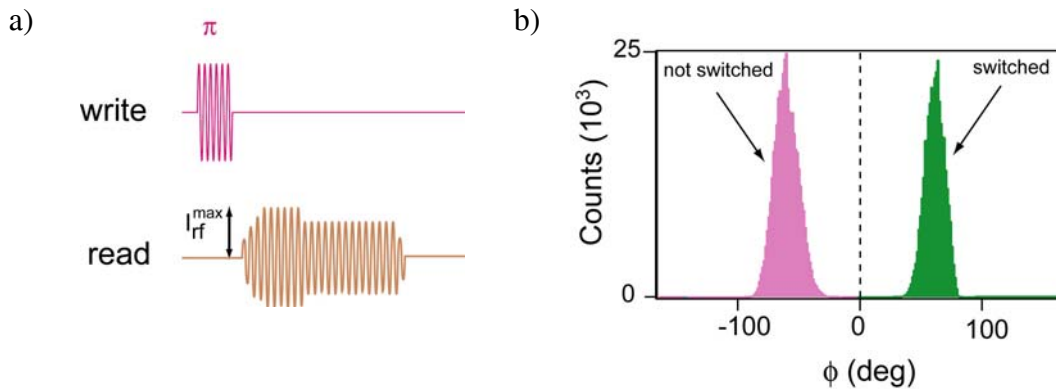 a)
π
write
I_rf^max
read
b)
25
not switched
switched
Counts (10³)
0
-100 0 100
ϕ (deg)